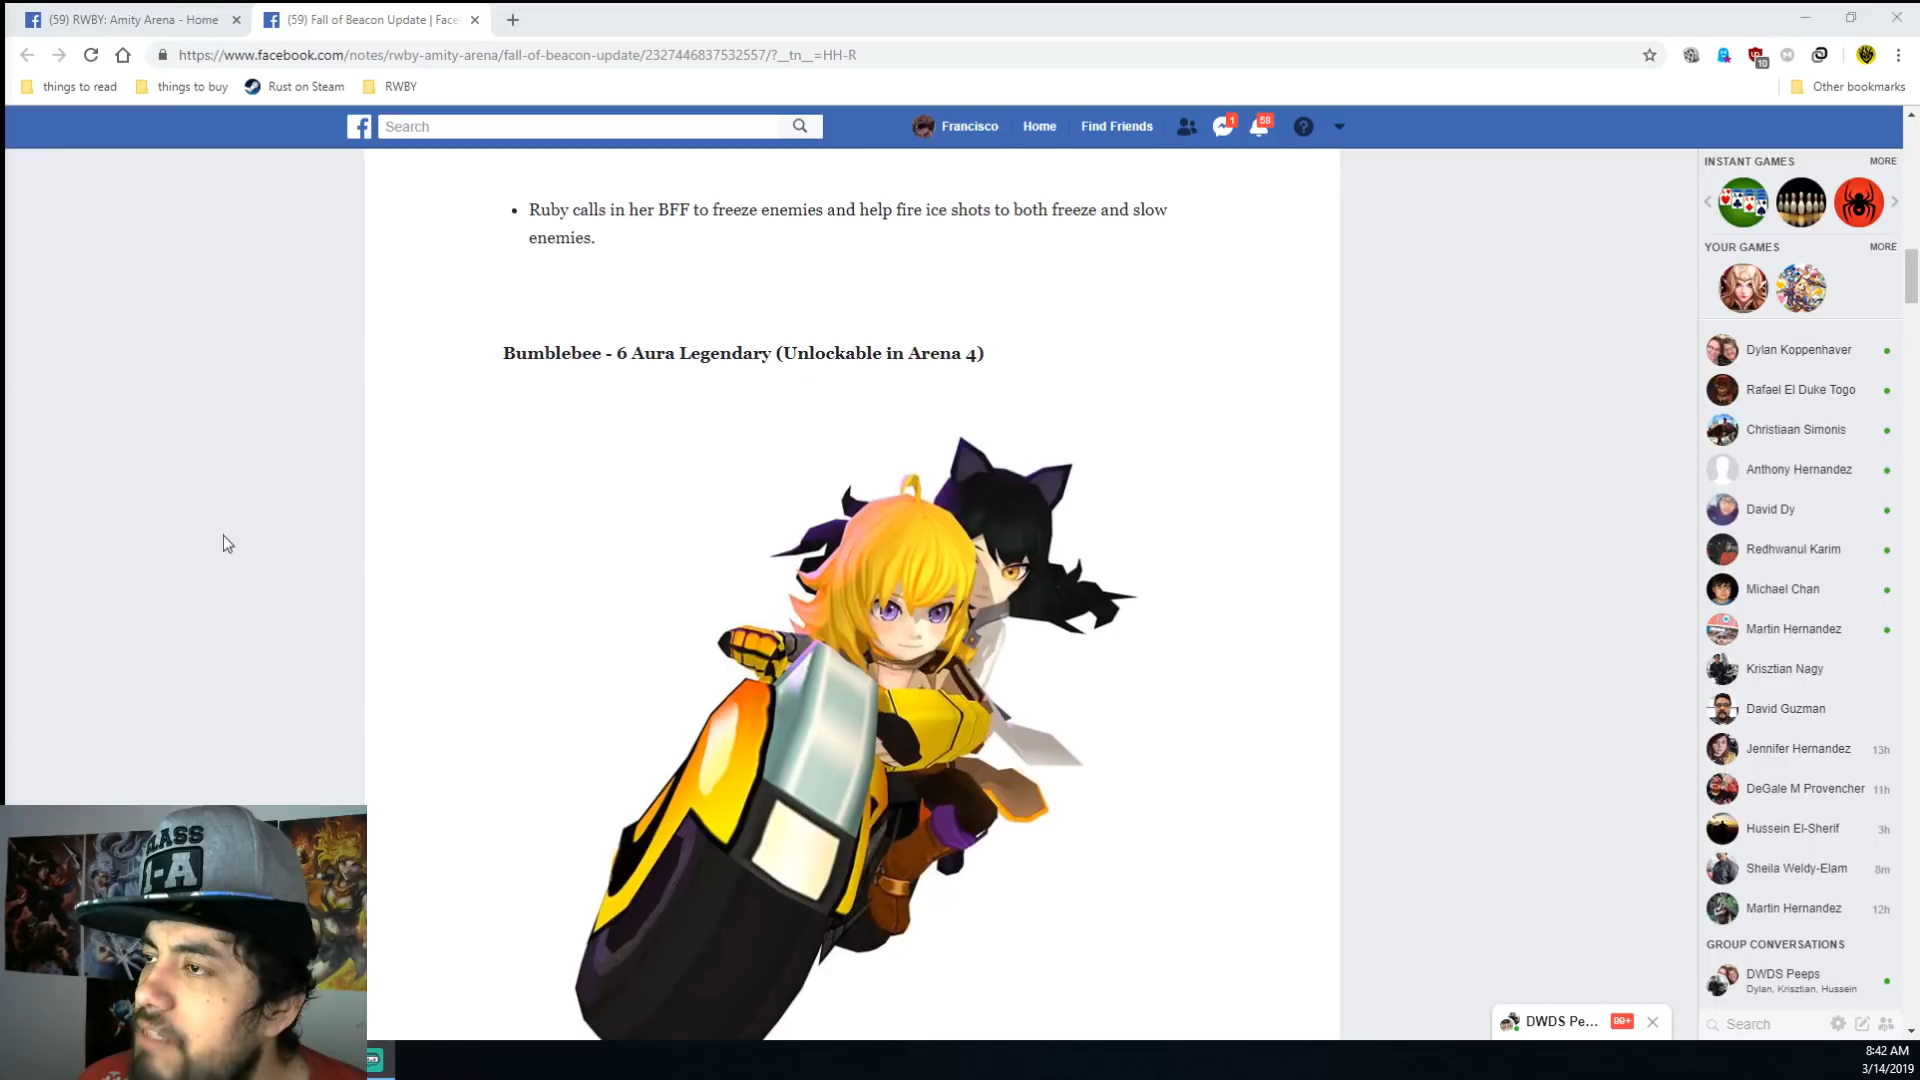 (59) RWBY: Amity Arena - Home
(59) Fall of Beacon Update | Face
https://www.facebook.com/notes/rwby-amity-arena/fall-of-beacon-update/2327446837532557/?__tn__=HH-R
10
things to read
things to buy
Rust on Steam
RWBY
Other bookmarks
Search
Francisco
Home
Find Friends
1
58
Ruby calls in her BFF to freeze enemies and help fire ice shots to both freeze and slow
enemies.
Bumblebee - 6 Aura Legendary (Unlockable in Arena 4)
INSTANT GAMES
MORE
YOUR GAMES
MORE
Dylan Koppenhaver
Rafael El Duke Togo
Christiaan Simonis
Anthony Hernandez
David Dy
Redhwanul Karim
Michael Chan
Martin Hernandez
Krisztian Nagy
David Guzman
Jennifer Hernandez 13h
DeGale M Provencher 11h
Hussein El-Sherif 3h
Sheila Weldy-Elam 8m
Martin Hernandez 12h
GROUP CONVERSATIONS
DWDS Peeps
Dylan, Krisztian, Hussein
Search
DWDS Pe... 99+
CLASS
1-A
8:42 AM
3/14/2019